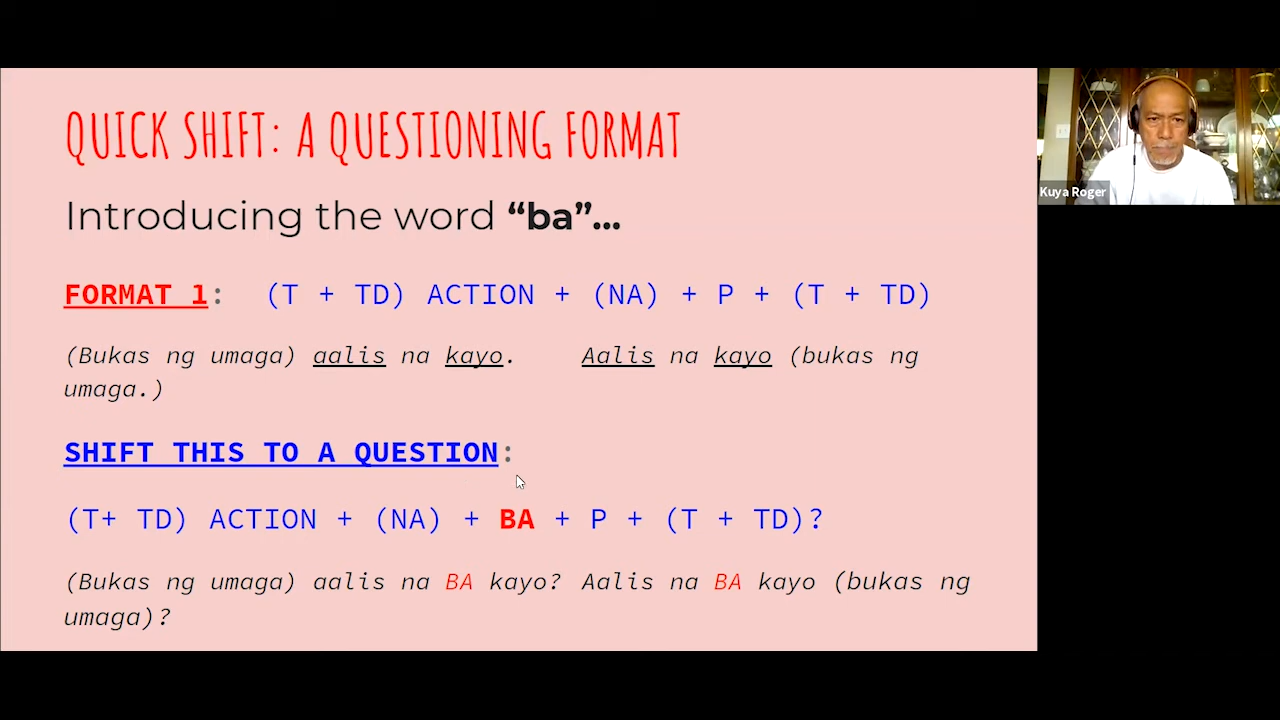 QUICK SHIFT: A QUESTIONING FORMAT
Introducing the word “ba”...
FORMAT 1: (T + TD) ACTION + (NA) + P + (T + TD)
(Bukas ng umaga) aalis na kayo. Aalis na kayo (bukas ng
umaga.)
SHIFT THIS TO A QUESTION:
(T+ TD) ACTION + (NA) + BA + P + (T + TD)?
(Bukas ng umaga) aalis na BA kayo? Aalis na BA kayo (bukas ng
umaga)?
Kuya Roger